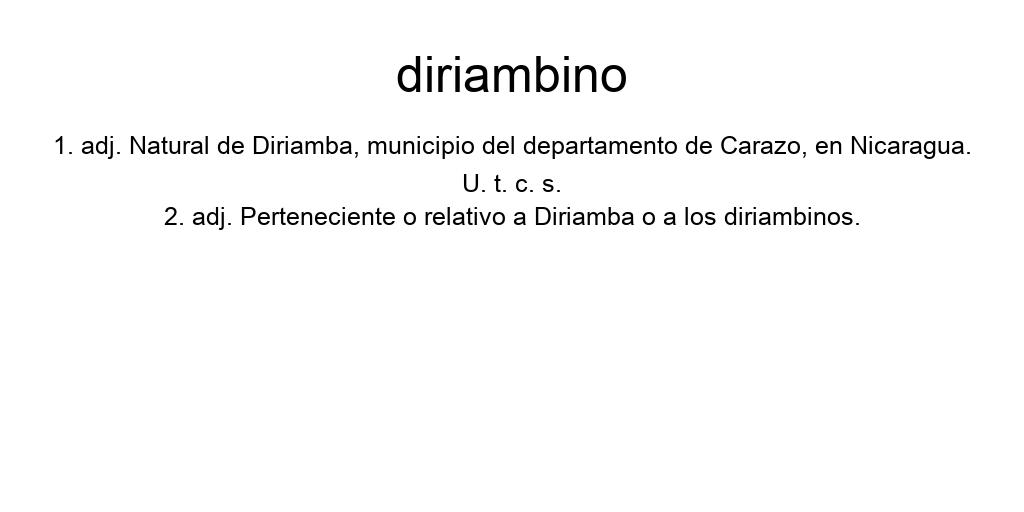 diriambino
1. adj. Natural de Diriamba, municipio del departamento de Carazo, en Nicaragua.
U. t. c. s.
2. adj. Perteneciente o relativo a Diriamba o a los diriambinos.